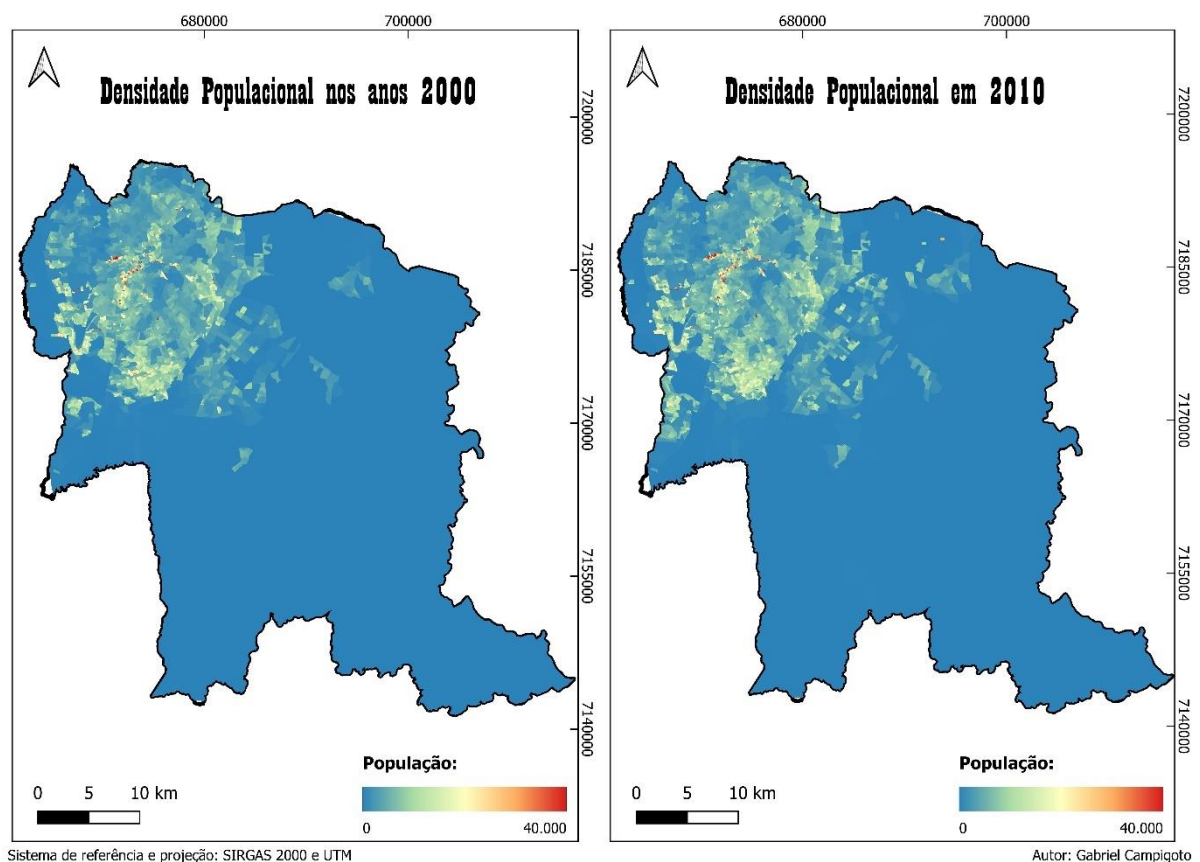 680000
700000
Densidade Populacional nos anos 2000
7200000
7185000
7170000
7155000
7140000
População:
0
40.000
0 5 10 km
680000
700000
Densidade Populacional em 2010
7200000
7185000
7170000
7155000
7140000
População:
0
40.000
0 5 10 km
Sistema de referência e projeção: SIRGAS 2000 e UTM
Autor: Gabriel Campigoto